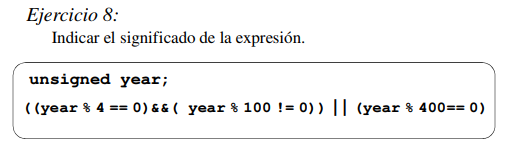 Ejercicio 8:
Indicar el significado de la expresión.
unsigned year;
((year % 4 == 0)&&( year % 100 != 0)) || (year % 400== 0)